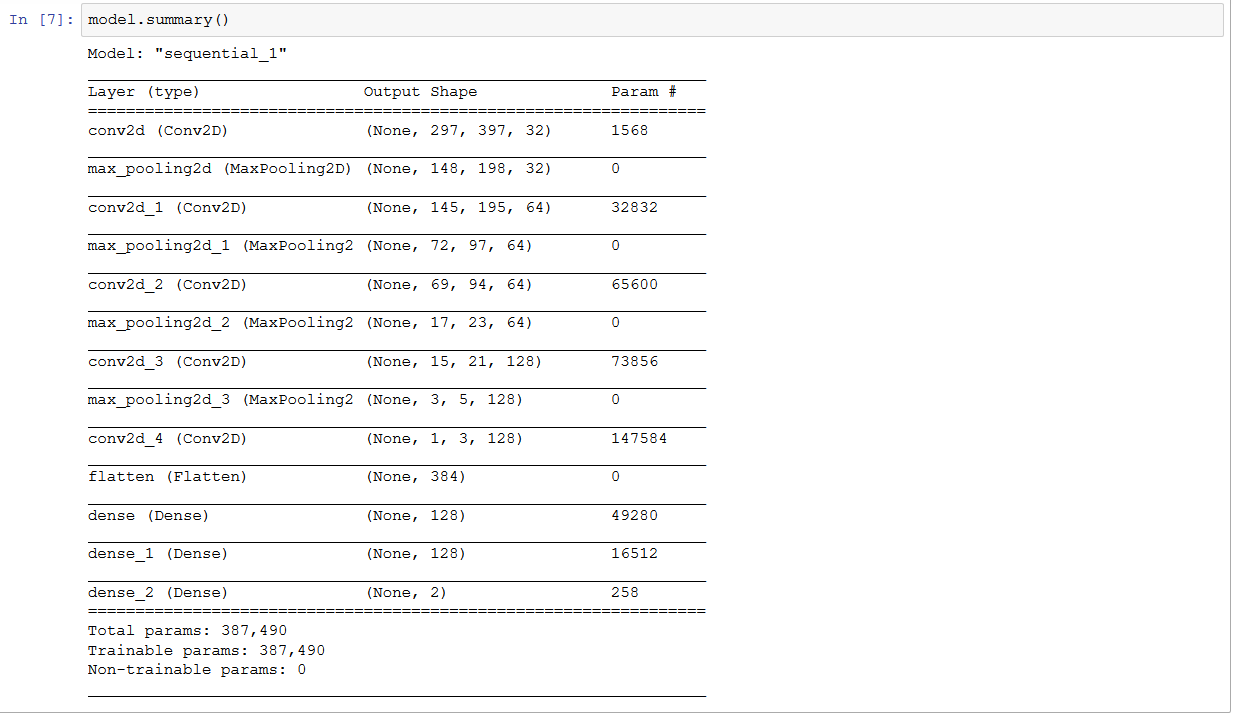 In [7]: model.summary()
Model: "sequential_1"
Layer (type) Output Shape Param #
=================================================================
conv2d (Conv2D) (None, 297, 397, 32) 1568
max_pooling2d (MaxPooling2D) (None, 148, 198, 32) 0
conv2d_1 (Conv2D) (None, 145, 195, 64) 32832
max_pooling2d_1 (MaxPooling2 (None, 72, 97, 64) 0
conv2d_2 (Conv2D) (None, 69, 94, 64) 65600
max_pooling2d_2 (MaxPooling2 (None, 17, 23, 64) 0
conv2d_3 (Conv2D) (None, 15, 21, 128) 73856
max_pooling2d_3 (MaxPooling2 (None, 3, 5, 128) 0
conv2d_4 (Conv2D) (None, 1, 3, 128) 147584
flatten (Flatten) (None, 384) 0
dense (Dense) (None, 128) 49280
dense_1 (Dense) (None, 128) 16512
dense_2 (Dense) (None, 2) 258
=================================================================
Total params: 387,490
Trainable params: 387,490
Non-trainable params: 0